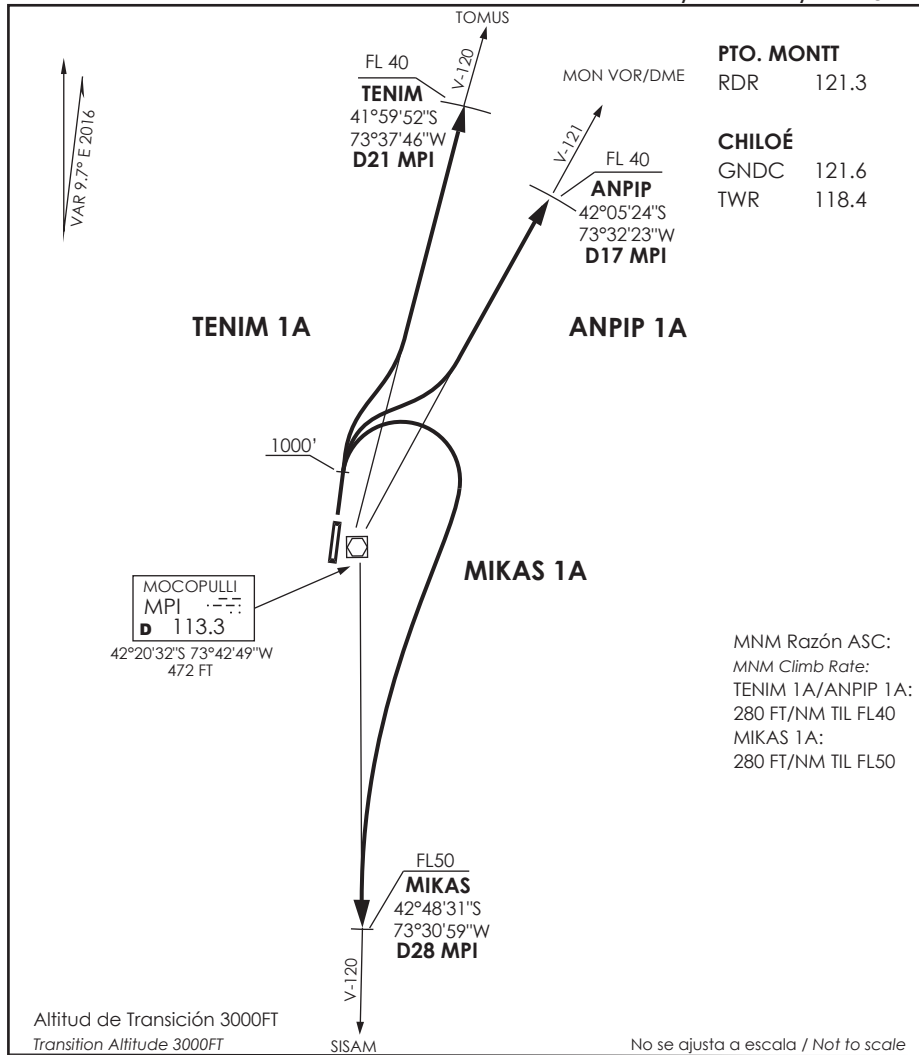 TOMUS
V-120
FL 40
TENIM
41°59'52"S
73°37'46"W
D21 MPI
MON VOR/DME
V-121
FL 40
ANPIP
42°05'24"S
73°32'23"W
D17 MPI
PTO. MONTT
RDR 121.3
CHILOÉ
GNDC 121.6
TWR 118.4
VAR 9.7° E 2016
TENIM 1A
ANPIP 1A
1000'
MIKAS 1A
MOCOPULLI
MPI
D 113.3
42°20'32"S 73°42'49"W
472 FT
MNM Razón ASC:
MNM Climb Rate:
TENIM 1A/ANPIP 1A:
280 FT/NM TIL FL40
MIKAS 1A:
280 FT/NM TIL FL50
FL50
MIKAS
42°48'31"S
73°30'59"W
D28 MPI
V-120
SISAM
Altitud de Transición 3000FT
Transition Altitude 3000FT
No se ajusta a escala / Not to scale